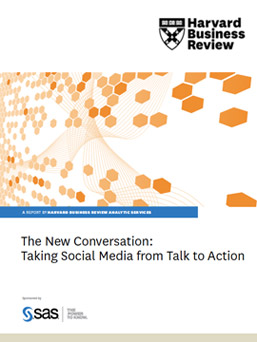 Harvard
Business
Review
A REPORT BY HARVARD BUSINESS REVIEW ANALYTIC SERVICES
The New Conversation:
Taking Social Media from Talk to Action
Sponsored by
sas
THE
POWER
TO KNOW.